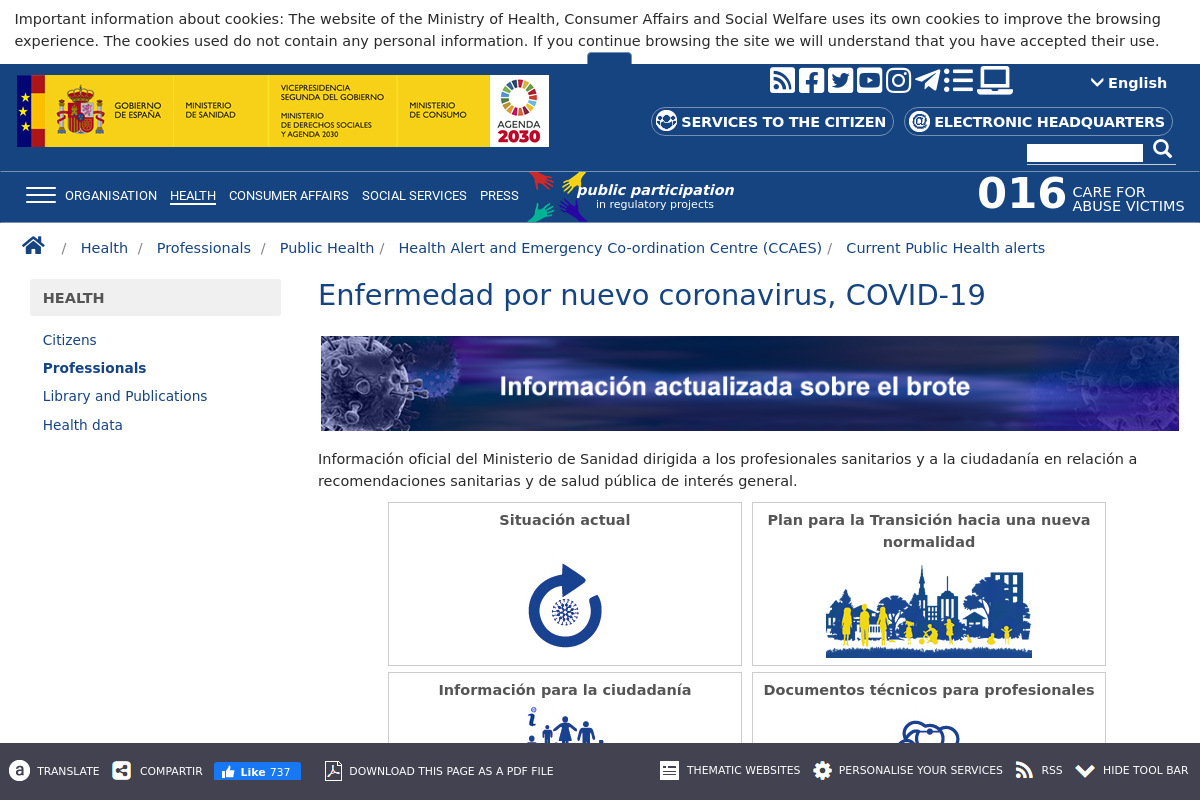 Important information about cookies: The website of the Ministry of Health, Consumer Affairs and Social Welfare uses its own cookies to improve the browsing
experience. The cookies used do not contain any personal information. If you continue browsing the site we will understand that you have accepted their use.
GOBIERNO
DE ESPAÑA
MINISTERIO
DE SANIDAD
VICEPRESIDENCIA
SEGUNDA DEL GOBIERNO
MINISTERIO
DE DERECHOS SOCIALES
Y AGENDA 2030
MINISTERIO
DE CONSUMO
AGENDA
2030
English
SERVICES TO THE CITIZEN
@ ELECTRONIC HEADQUARTERS
ORGANISATION HEALTH CONSUMER AFFAIRS SOCIAL SERVICES PRESS
public participation
in regulatory projects
016
CARE FOR
ABUSE VICTIMS
/ Health / Professionals / Public Health / Health Alert and Emergency Co-ordination Centre (CCAES) / Current Public Health alerts
HEALTH
Citizens
Professionals
Library and Publications
Health data
Enfermedad por nuevo coronavirus, COVID-19
Información actualizada sobre el brote
Información oficial del Ministerio de Sanidad dirigida a los profesionales sanitarios y a la ciudadanía en relación a
recomendaciones sanitarias y de salud pública de interés general.
Situación actual
Plan para la Transición hacia una nueva
normalidad
Información para la ciudadanía
i
Documentos técnicos para profesionales
a TRANSLATE COMPARTIR Like 737 DOWNLOAD THIS PAGE AS A PDF FILE THEMATIC WEBSITES PERSONALISE YOUR SERVICES RSS HIDE TOOL BAR